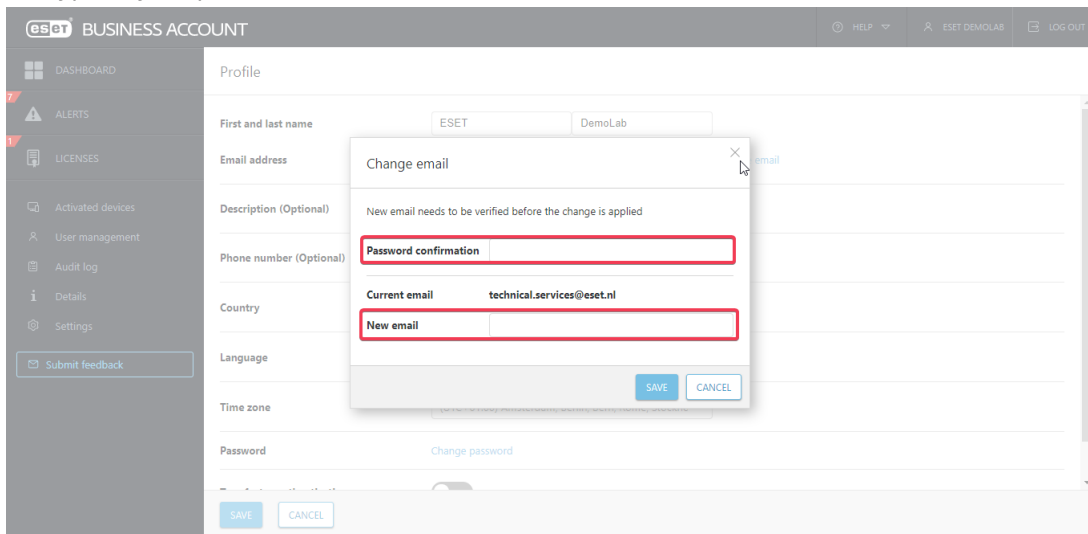 eseT BUSINESS ACCOUNT
HELP
ESET DEMOLAB
LOG OUT
DASHBOARD
Profile
7
ALERTS
First and last name ESET DemoLab
1
LICENSES
Email address email
Change email
Activated devices
Description (Optional)
New email needs to be verified before the change is applied
User management
Password confirmation
Phone number (Optional)
Audit log
Details
Current email technical.services@eset.nl
Country
New email
Settings
Language
Submit feedback
SAVE CANCEL
Time zone
Password Change password
SAVE CANCEL